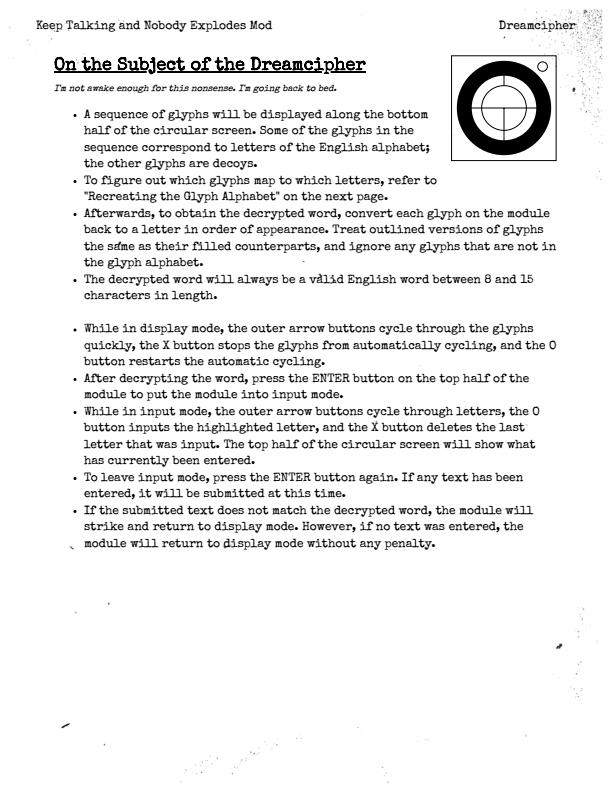 Keep Talking and Nobody Explodes Mod
Dreamcipher
On the Subject of the Dreamcipher
I'm not awake enough for this nonsense. I'm going back to bed.
• A sequence of glyphs will be displayed along the bottom
half of the circular screen. Some of the glyphs in the
sequence correspond to letters of the English alphabet;
the other glyphs are decoys.
• To figure out which glyphs map to which letters, refer to
"Recreating the Glyph Alphabet" on the next page.
• Afterwards, to obtain the decrypted word, convert each glyph on the module
back to a letter in order of appearance. Treat outlined versions of glyphs
the same as their filled counterparts, and ignore any glyphs that are not in
the glyph alphabet.
• The decrypted word will always be a valid English word between 8 and 15
characters in length.
• While in display mode, the outer arrow buttons cycle through the glyphs
quickly, the X button stops the glyphs from automatically cycling, and the O
button restarts the automatic cycling.
• After decrypting the word, press the ENTER button on the top half of the
module to put the module into input mode.
• While in input mode, the outer arrow buttons cycle through letters, the O
button inputs the highlighted letter, and the X button deletes the last
letter that was input. The top half of the circular screen will show what
has currently been entered.
• To leave input mode, press the ENTER button again. If any text has been
entered, it will be submitted at this time.
• If the submitted text does not match the decrypted word, the module will
strike and return to display mode. However, if no text was entered, the
module will return to display mode without any penalty.